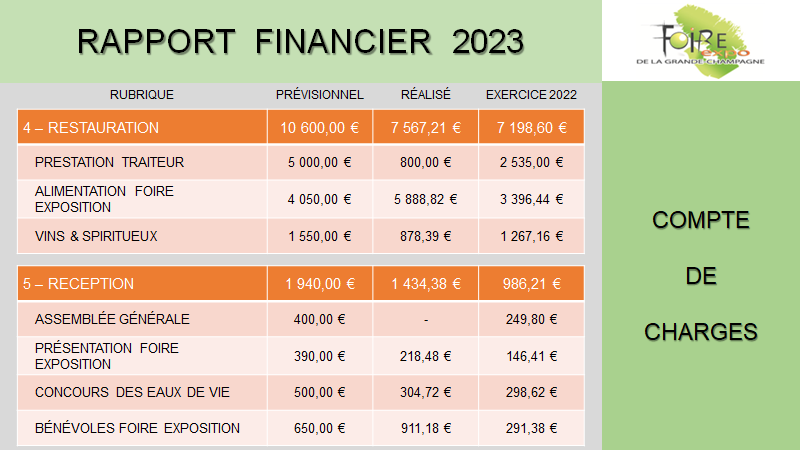 RAPPORT FINANCIER 2023
FOIRE
expo
DE LA GRANDE CHAMPAGNE
RUBRIQUE PRÉVISIONNEL RÉALISÉ EXERCICE 2022
4 – RESTAURATION 10 600,00 € 7 567,21 € 7 198,60 €
PRESTATION TRAITEUR 5 000,00 € 800,00 € 2 535,00 €
ALIMENTATION FOIRE
EXPOSITION 4 050,00 € 5 888,82 € 3 396,44 €
VINS & SPIRITUEUX 1 550,00 € 878,39 € 1 267,16 €
5 – RECEPTION 1 940,00 € 1 434,38 € 986,21 €
ASSEMBLÉE GÉNÉRALE 400,00 € - 249,80 €
PRÉSENTATION FOIRE
EXPOSITION 390,00 € 218,48 € 146,41 €
CONCOURS DES EAUX DE VIE 500,00 € 304,72 € 298,62 €
BÉNÉVOLES FOIRE EXPOSITION 650,00 € 911,18 € 291,38 €
COMPTE
DE
CHARGES